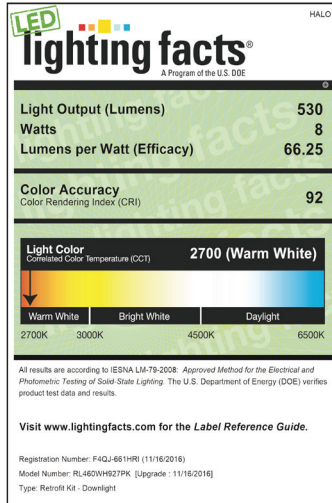 HALO
LED
lighting facts®
A Program of the U.S. DOE
Light Output (Lumens) 530
Watts 8
Lumens per Watt (Efficacy) 66.25
Color Accuracy
Color Rendering Index (CRI) 92
Light Color
Correlated Color Temperature (CCT) 2700 (Warm White)
Warm White Bright White Daylight
2700K 3000K 4500K 6500K
All results are according to IESNA LM-79-2008: Approved Method for the Electrical and
Photometric Testing of Solid-State Lighting. The U.S. Department of Energy (DOE) verifies
product test data and results.
Visit www.lightingfacts.com for the Label Reference Guide.
Registration Number: F4QJ-661HRI (11/16/2016)
Model Number: RL460WH927PK [Upgrade : 11/16/2016]
Type: Retrofit Kit - Downlight